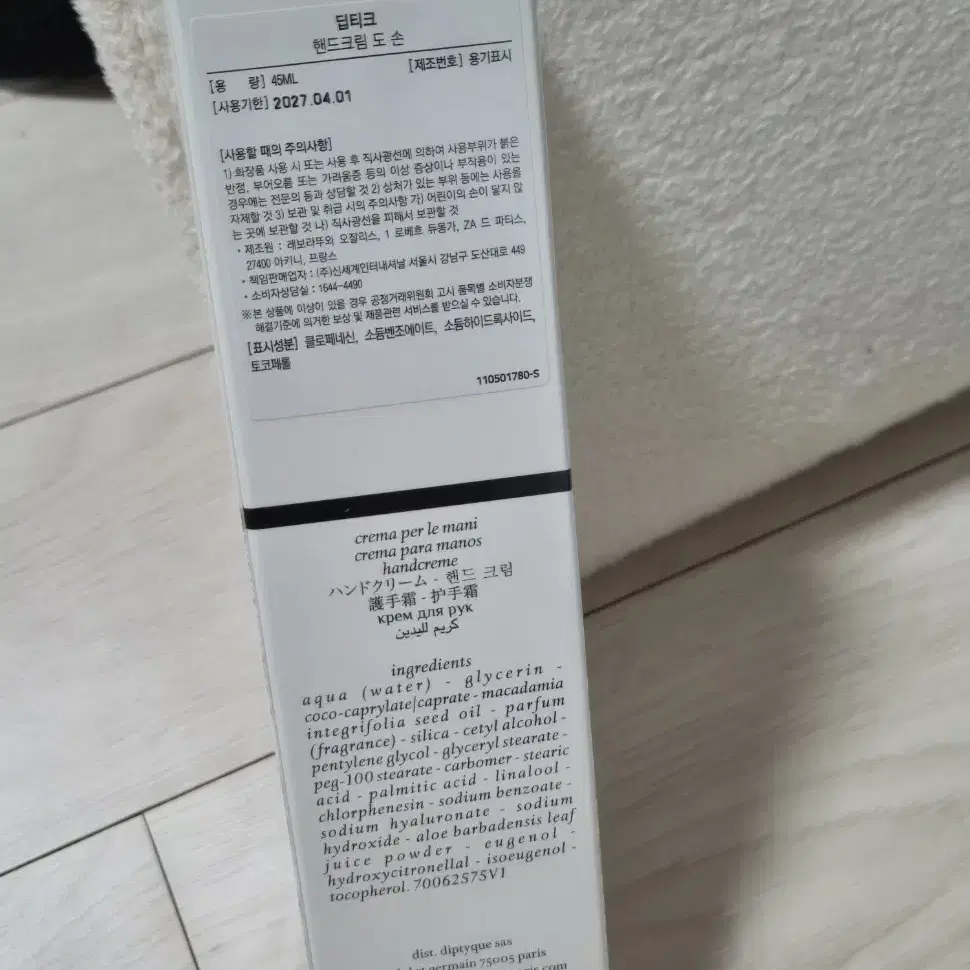 딥티크
핸드크림 도 손
[용 량] 45ML [제조번호] 용기표시
[사용기한] 2027.04.01
[사용할 때의 주의사항]
1) 화장품 사용 시 또는 사용 후 직사광선에 의하여 사용부위가 붉은
반점, 부어오름 또는 가려움증 등의 이상 증상이나 부작용이 있는
경우에는 전문의 등과 상담할 것 2) 상처가 있는 부위 등에는 사용을
자제할 것 3) 보관 및 취급 시의 주의사항 가) 어린이의 손이 닿지 않
는 곳에 보관할 것 나) 직사광선을 피해서 보관할 것
• 제조원 : 래보라뚜와 오잘리스, 1 로베흐 듀몽가, ZA 드 파티스,
27400 아키니, 프랑스
• 책임판매업자 : (주)신세계인터내셔날 서울시 강남구 도산대로 449
• 소비자상담실 : 1644-4490
※ 본 상품에 이상이 있을 경우 공정거래위원회 고시 품목별 소비자분쟁
해결기준에 의거한 보상 및 제품관련 서비스를 받으실 수 있습니다.
[표시성분] 클로페네신, 소듐벤조에이트, 소듐하이드록사이드,
토코페롤
110501780-S
crema per le mani
crema para manos
handcreme
ハンドクリーム - 핸드 크림
護手霜 - 护手霜
крем для рук
كريم لليدين
ingredients
aqua (water) - glycerin -
coco-caprylate|caprate - macadamia
integrifolia seed oil - parfum
(fragrance) - silica - cetyl alcohol -
pentylene glycol - glyceryl stearate -
peg-100 stearate - carbomer - stearic
acid - palmitic acid - linalool -
chlorphenesin - sodium benzoate -
sodium hyaluronate - sodium
hydroxide - aloe barbadensis leaf
juice powder - eugenol -
hydroxycitronellal - isoeugenol -
tocopherol. 70062575V1
dist. diptyque sas
germain 75005 paris
.com